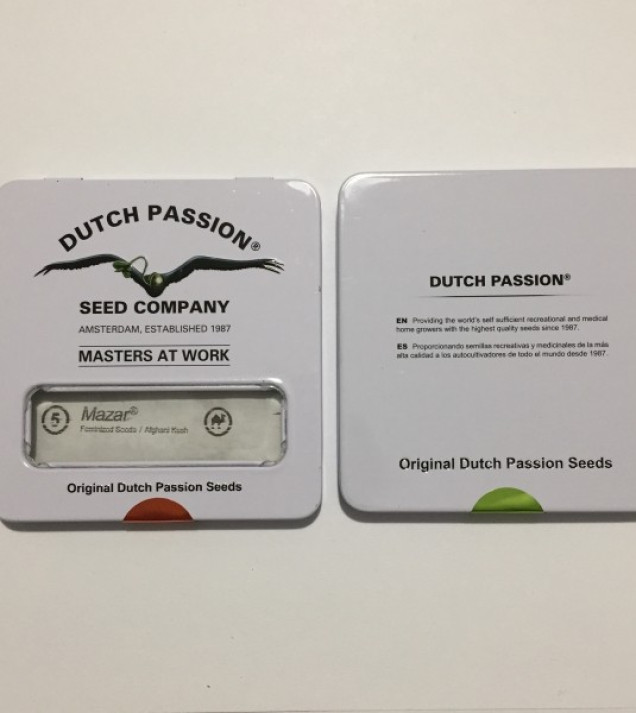 DUTCH PASSION®
SEED COMPANY
AMSTERDAM, ESTABLISHED 1987
MASTERS AT WORK
5
Mazar®
Feminized Seeds / Afghani Kush
Original Dutch Passion Seeds
DUTCH PASSION®
EN Providing the world's self sufficient recreational and medical
home growers with the highest quality seeds since 1987.
ES Proporcionando semillas recreativas y medicinales de la más
alta calidad a los autocultivadores de todo el mundo desde 1987.
Original Dutch Passion Seeds